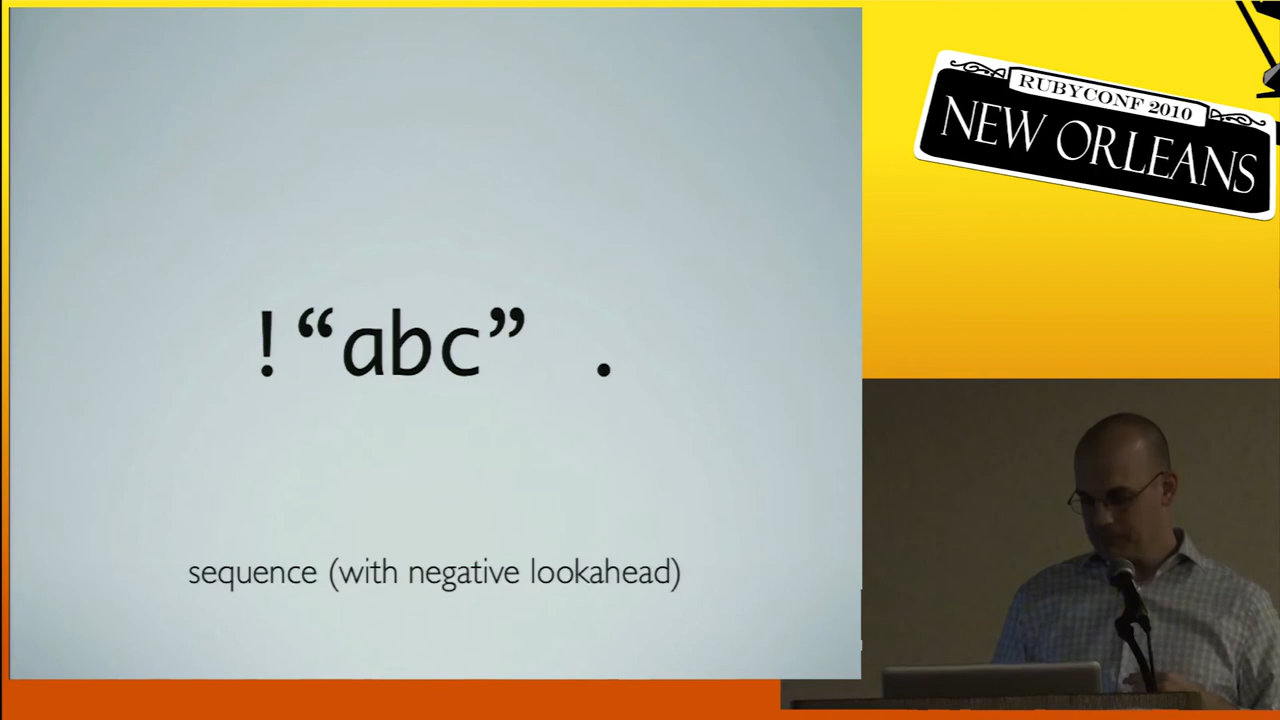 !“abc” .
sequence (with negative lookahead)
RUBYCONF 2010
NEW ORLEANS